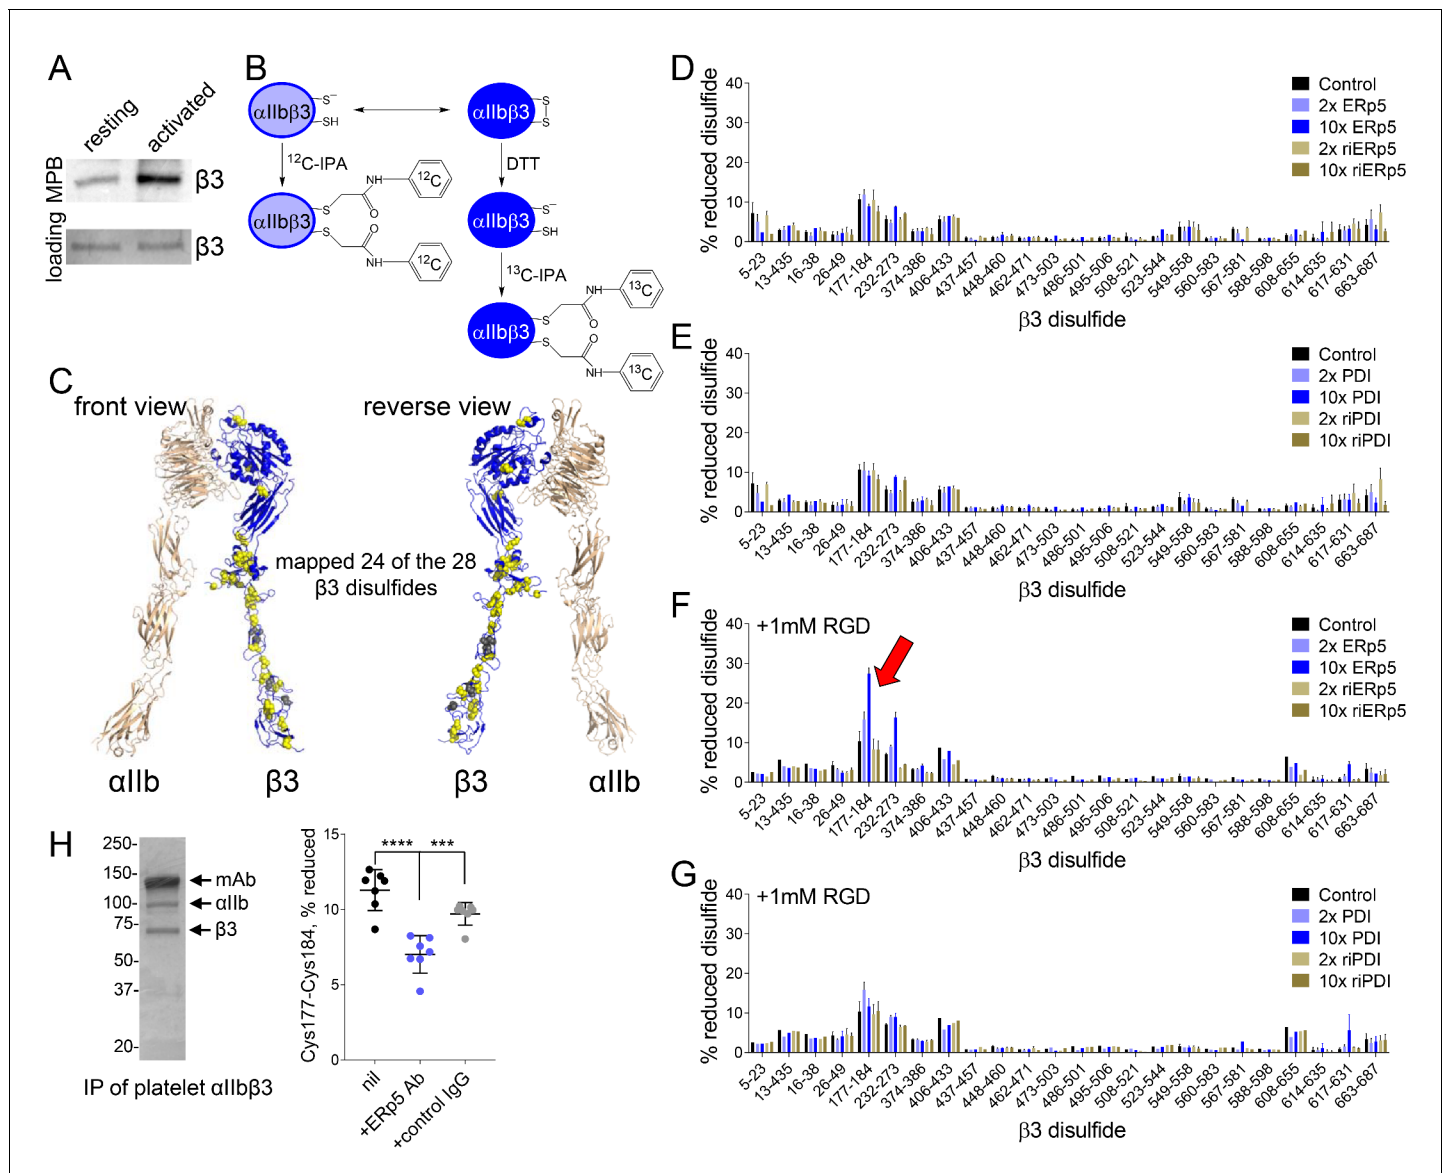 A
resting
activated
MPB
β3
loading
β3
B
αIIbβ3
S⁻
SH
αIIbβ3
S
S
¹²C-IPA
DTT
αIIbβ3
S
NH
O
¹²C
S
O
NH
¹²C
αIIbβ3
S⁻
SH
¹³C-IPA
αIIbβ3
S
NH
O
¹³C
S
O
NH
¹³C
C
front view
reverse view
mapped 24 of the 28
β3 disulfides
αIIb
β3
β3
αIIb
D
% reduced disulfide
40
30
20
10
0
Control
2x ERp5
10x ERp5
2x riERp5
10x riERp5
5-23
13-435
16-38
26-49
177-184
232-273
374-386
406-433
437-457
448-460
462-471
473-503
486-501
495-506
508-521
523-544
549-558
560-583
567-581
588-598
608-655
614-635
617-631
663-687
β3 disulfide
E
% reduced disulfide
40
30
20
10
0
Control
2x PDI
10x PDI
2x riPDI
10x riPDI
5-23
13-435
16-38
26-49
177-184
232-273
374-386
406-433
437-457
448-460
462-471
473-503
486-501
495-506
508-521
523-544
549-558
560-583
567-581
588-598
608-655
614-635
617-631
663-687
β3 disulfide
F
+1mM RGD
% reduced disulfide
40
30
20
10
0
Control
2x ERp5
10x ERp5
2x riERp5
10x riERp5
5-23
13-435
16-38
26-49
177-184
232-273
374-386
406-433
437-457
448-460
462-471
473-503
486-501
495-506
508-521
523-544
549-558
560-583
567-581
588-598
608-655
614-635
617-631
663-687
β3 disulfide
G
+1mM RGD
% reduced disulfide
40
30
20
10
0
Control
2x PDI
10x PDI
2x riPDI
10x riPDI
5-23
13-435
16-38
26-49
177-184
232-273
374-386
406-433
437-457
448-460
462-471
473-503
486-501
495-506
508-521
523-544
549-558
560-583
567-581
588-598
608-655
614-635
617-631
663-687
β3 disulfide
H
250-
150-
100-
75-
50-
37-
20-
mAb
αIIb
β3
IP of platelet αIIbβ3
Cys177-Cys184, % reduced
15
10
5
0
****
***
nil
+ERp5 Ab
+control IgG